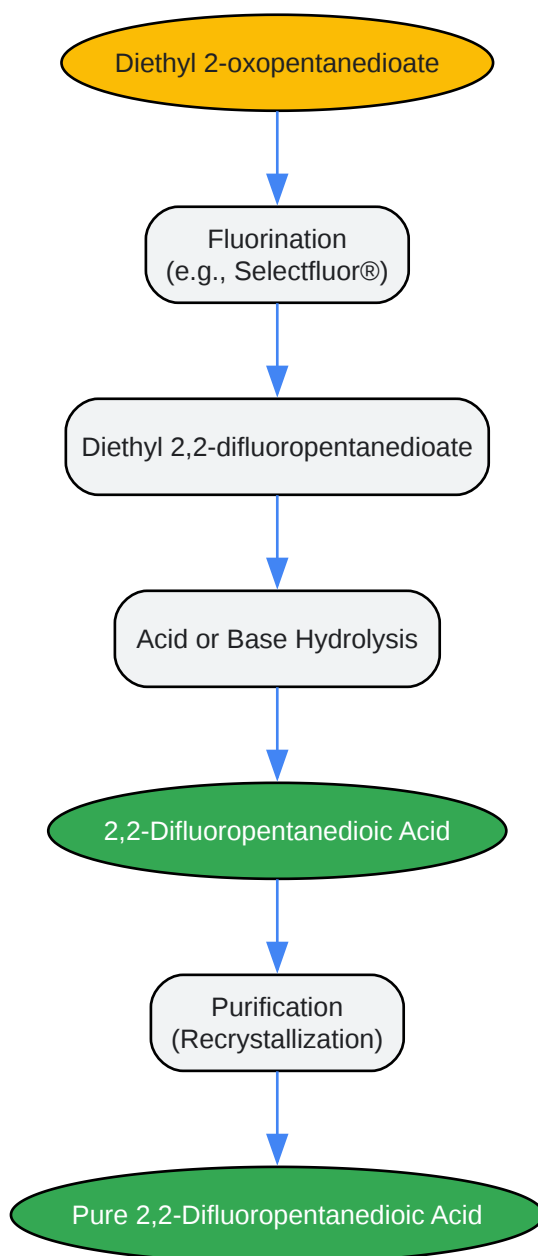 Diethyl 2-oxopentanedioate
Fluorination
(e.g., Selectfluor®)
Diethyl 2,2-difluoropentanedioate
Acid or Base Hydrolysis
2,2-Difluoropentanedioic Acid
Purification
(Recrystallization)
Pure 2,2-Difluoropentanedioic Acid